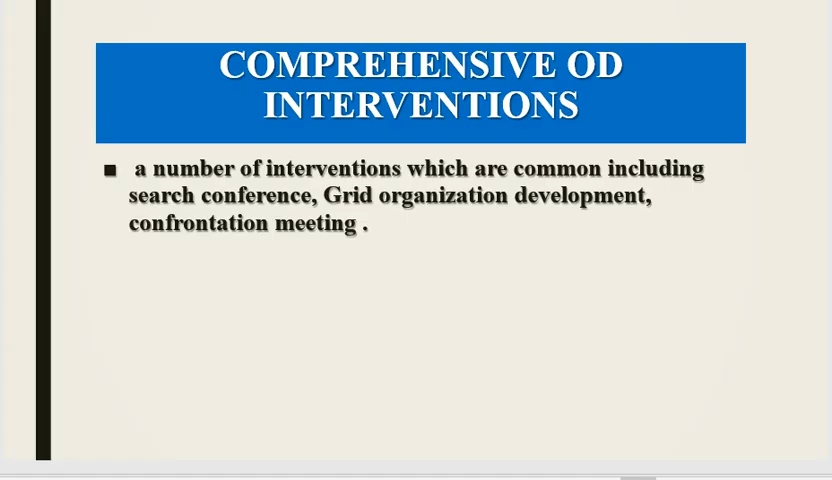 COMPREHENSIVE OD
INTERVENTIONS
■ a number of interventions which are common including
search conference, Grid organization development,
confrontation meeting .